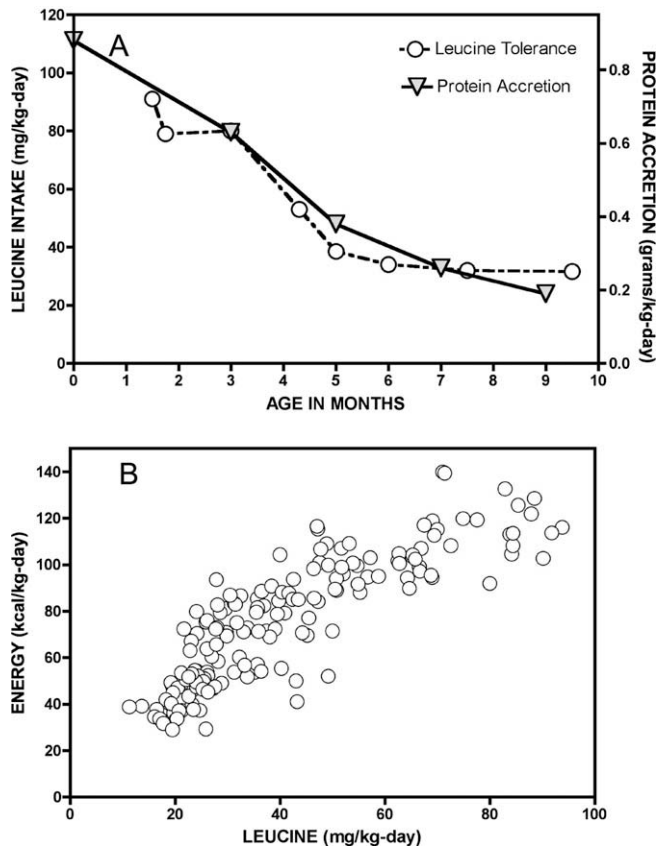 A
Leucine Tolerance
Protein Accretion
LEUCINE INTAKE (mg/kg-day)
120
100
80
60
40
20
0
PROTEIN ACCRETION (grams/kg-day)
0.8
0.6
0.4
0.2
0.0
0 1 2 3 4 5 6 7 8 9 10
AGE IN MONTHS
B
ENERGY (kcal/kg-day)
140
120
100
80
60
40
20
0
0 20 40 60 80 100
LEUCINE (mg/kg-day)